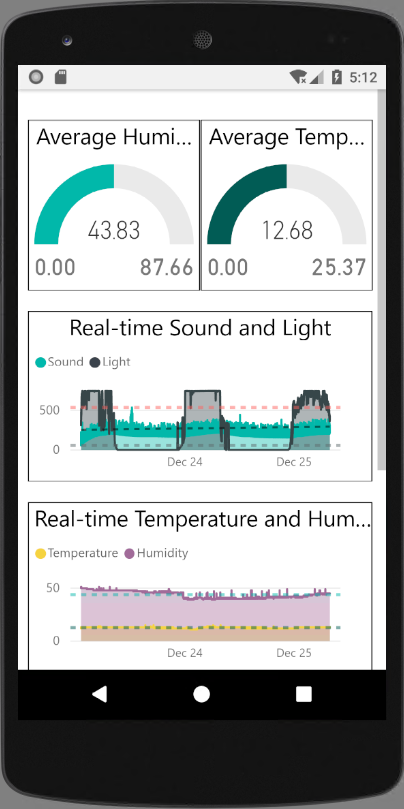 5:12
Average Humi...
Average Temp...
43.83
12.68
0.00
87.66
0.00
25.37
Real-time Sound and Light
Sound
Light
500
0
Dec 24
Dec 25
Real-time Temperature and Hum...
Temperature
Humidity
50
0
Dec 24
Dec 25